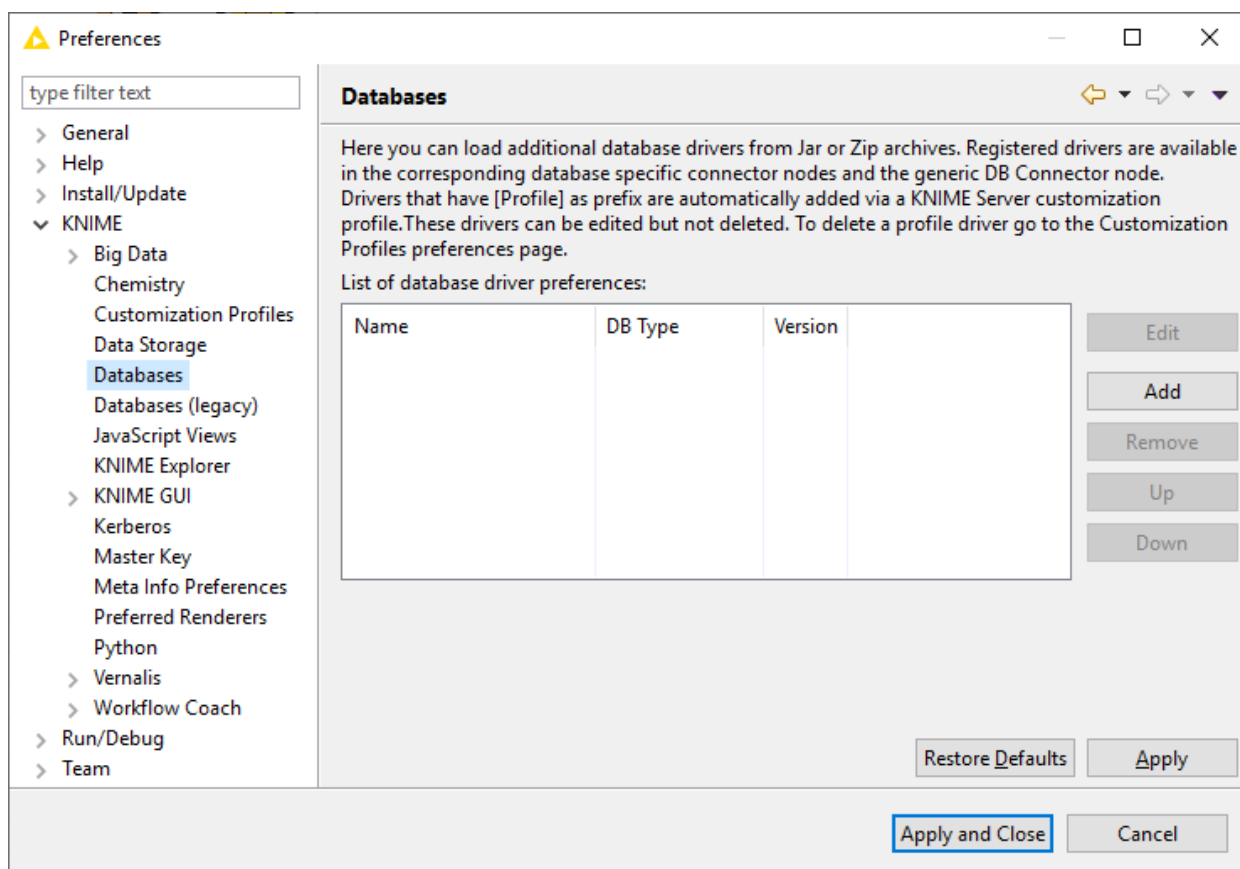 Preferences
type filter text
General
Help
Install/Update
KNIME
Big Data
Chemistry
Customization Profiles
Data Storage
Databases
Databases (legacy)
JavaScript Views
KNIME Explorer
KNIME GUI
Kerberos
Master Key
Meta Info Preferences
Preferred Renderers
Python
Vernalis
Workflow Coach
Run/Debug
Team
Databases
Here you can load additional database drivers from Jar or Zip archives. Registered drivers are available
in the corresponding database specific connector nodes and the generic DB Connector node.
Drivers that have [Profile] as prefix are automatically added via a KNIME Server customization
profile.These drivers can be edited but not deleted. To delete a profile driver go to the Customization
Profiles preferences page.
List of database driver preferences:
Name DB Type Version
Edit
Add
Remove
Up
Down
Restore Defaults Apply
Apply and Close Cancel